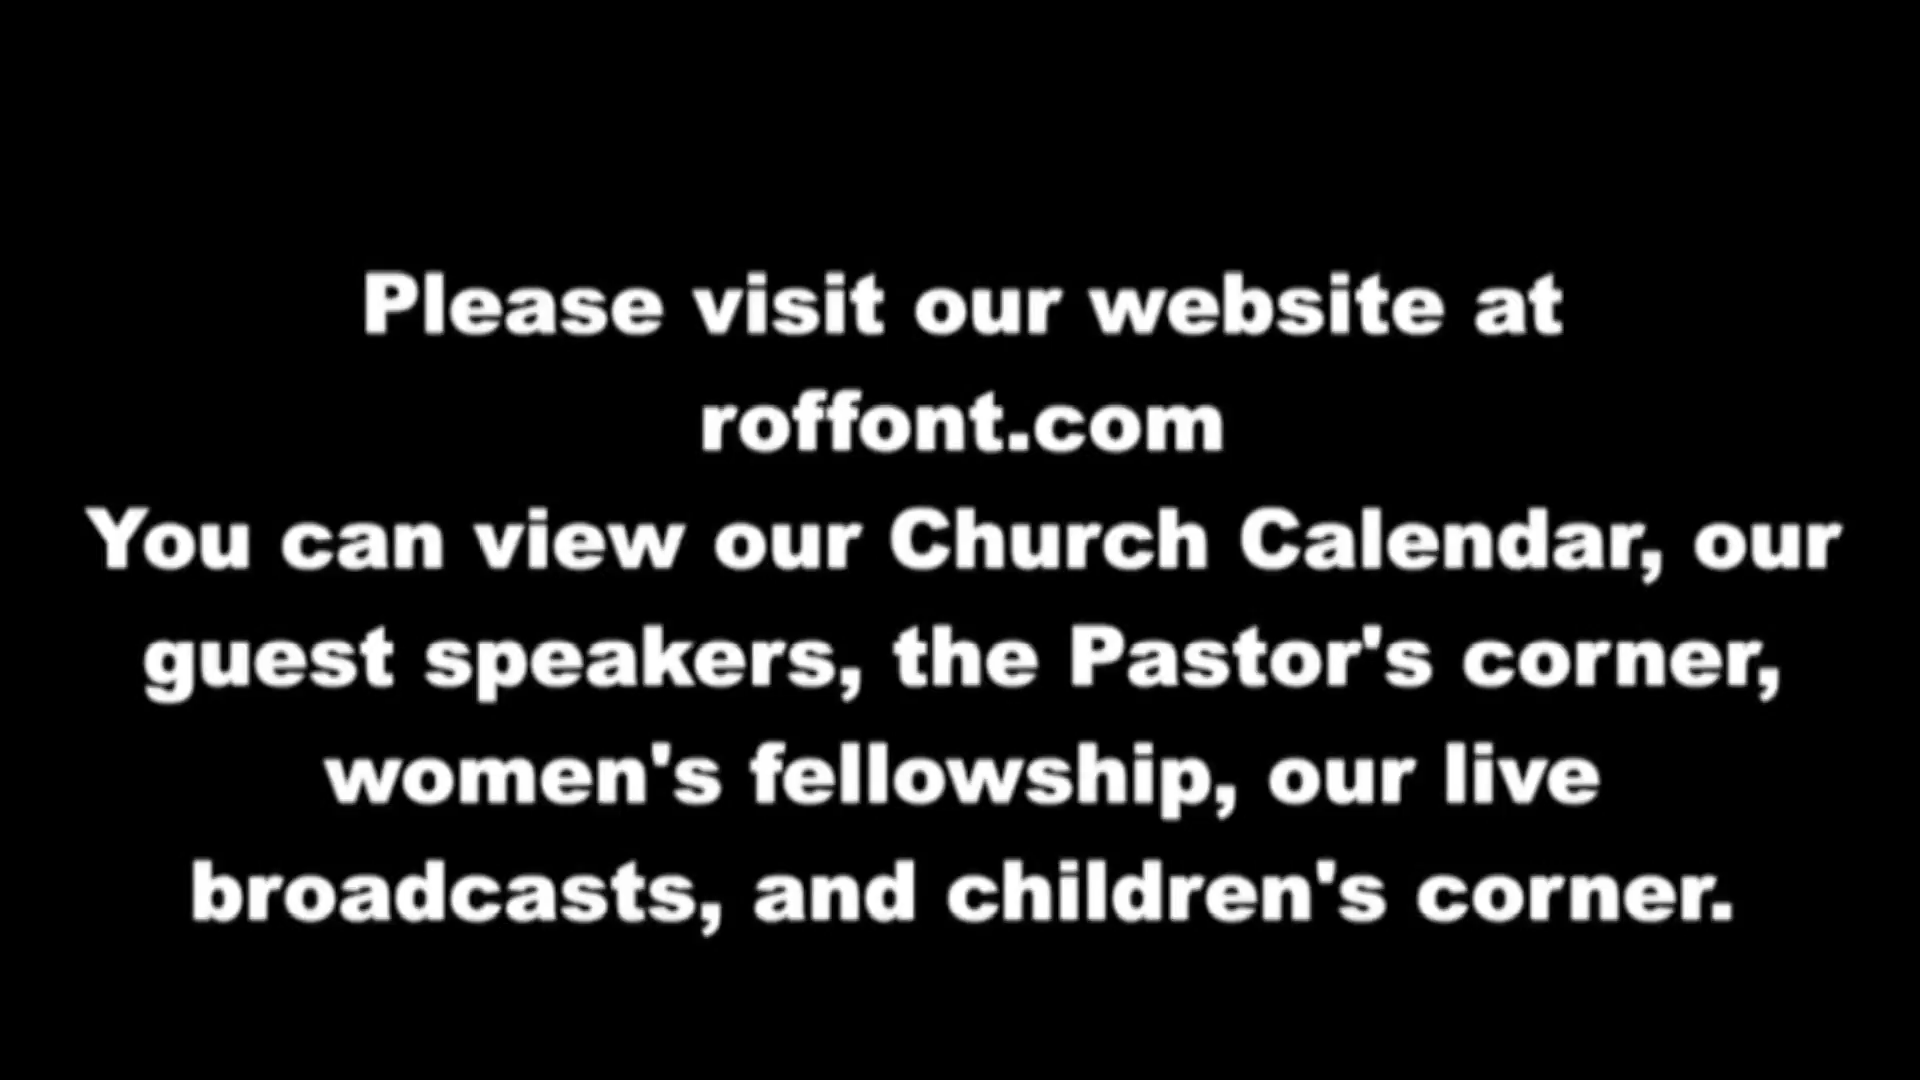 Please visit our website at
roffont.com
You can view our Church Calendar, our
guest speakers, the Pastor's corner,
women's fellowship, our live
broadcasts, and children's corner.